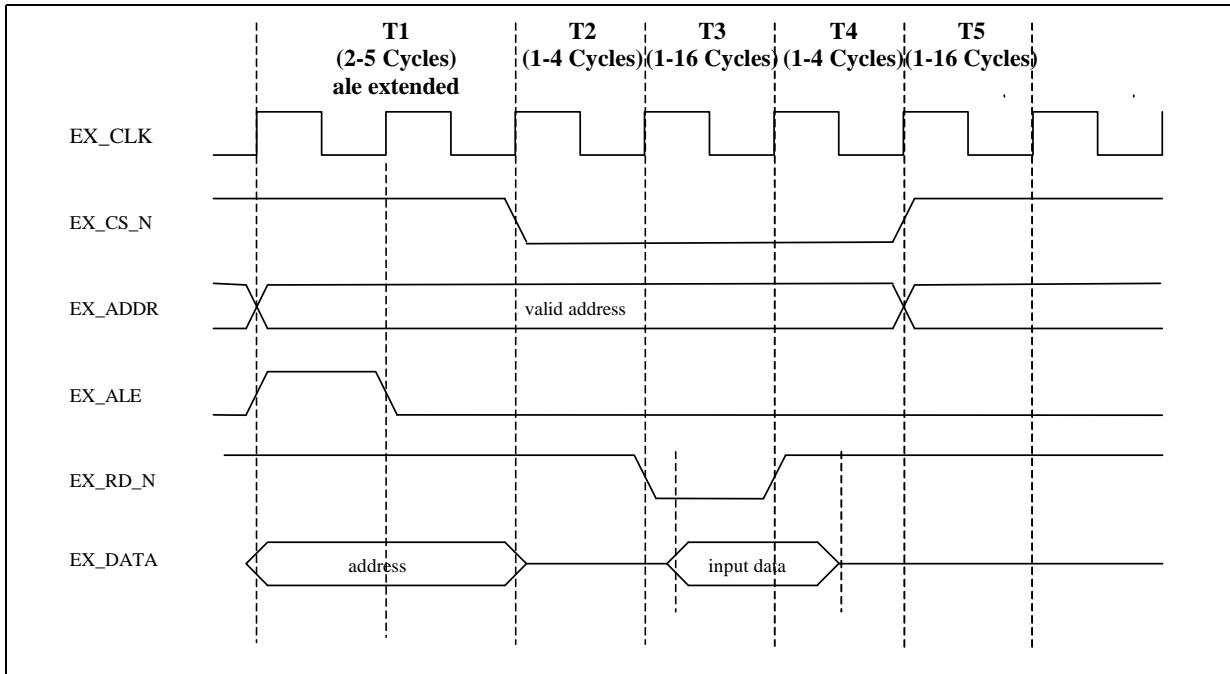 T1 T2 T3 T4 T5
(2-5 Cycles) (1-4 Cycles) (1-16 Cycles) (1-4 Cycles) (1-16 Cycles)
ale extended
EX_CLK
EX_CS_N
EX_ADDR valid address
EX_ALE
EX_RD_N
EX_DATA address input data